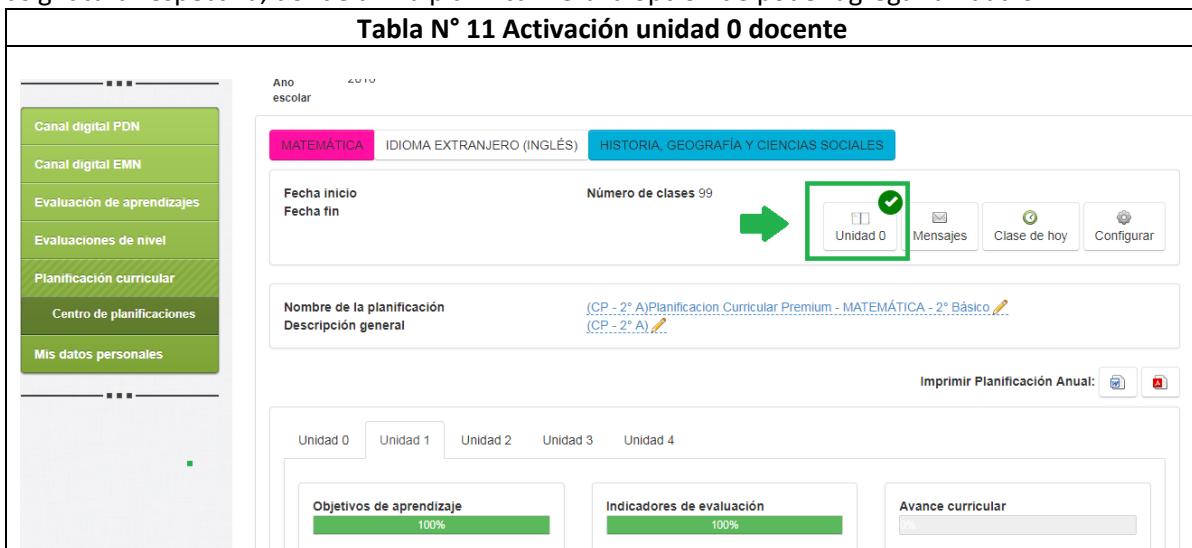 Tabla N° 11 Activación unidad 0 docente
Año
escolar
Canal digital PDN
Canal digital EMN
Evaluación de aprendizajes
Evaluaciones de nivel
Planificación curricular
Centro de planificaciones
Mis datos personales
MATEMÁTICA IDIOMA EXTRANJERO (INGLÉS) HISTORIA, GEOGRAFÍA Y CIENCIAS SOCIALES
Fecha inicio Número de clases 99
Fecha fin
Unidad 0 Mensajes Clase de hoy Configurar
Nombre de la planificación (CP - 2° A)Planificacion Curricular Premium - MATEMÁTICA - 2° Básico
Descripción general (CP - 2° A)
Imprimir Planificación Anual:
Unidad 0 Unidad 1 Unidad 2 Unidad 3 Unidad 4
Objetivos de aprendizaje Indicadores de evaluación Avance curricular
100% 100% 0%